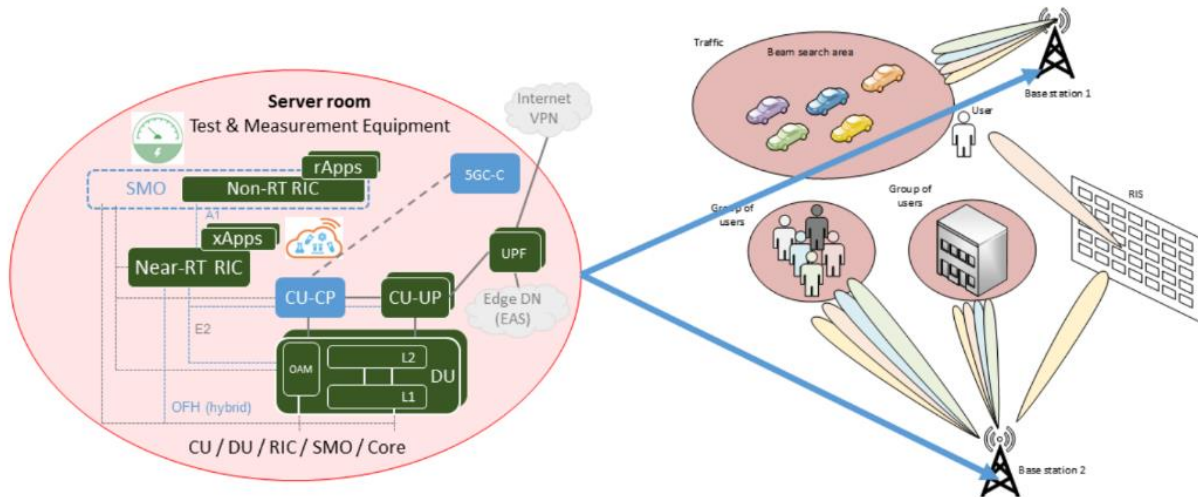 Server room
Test & Measurement Equipment
rApps
SMO
Non-RT RIC
A1
xApps
Near-RT RIC
E2
CU-CP
CU-UP
5GC-C
Internet
VPN
UPF
Edge DN
(EAS)
OAM
L2
L1
DU
OFH (hybrid)
CU / DU / RIC / SMO / Core
Traffic
Beam search area
Base station 1
User
Group of
users
Group of
users
RIS
Base station 2